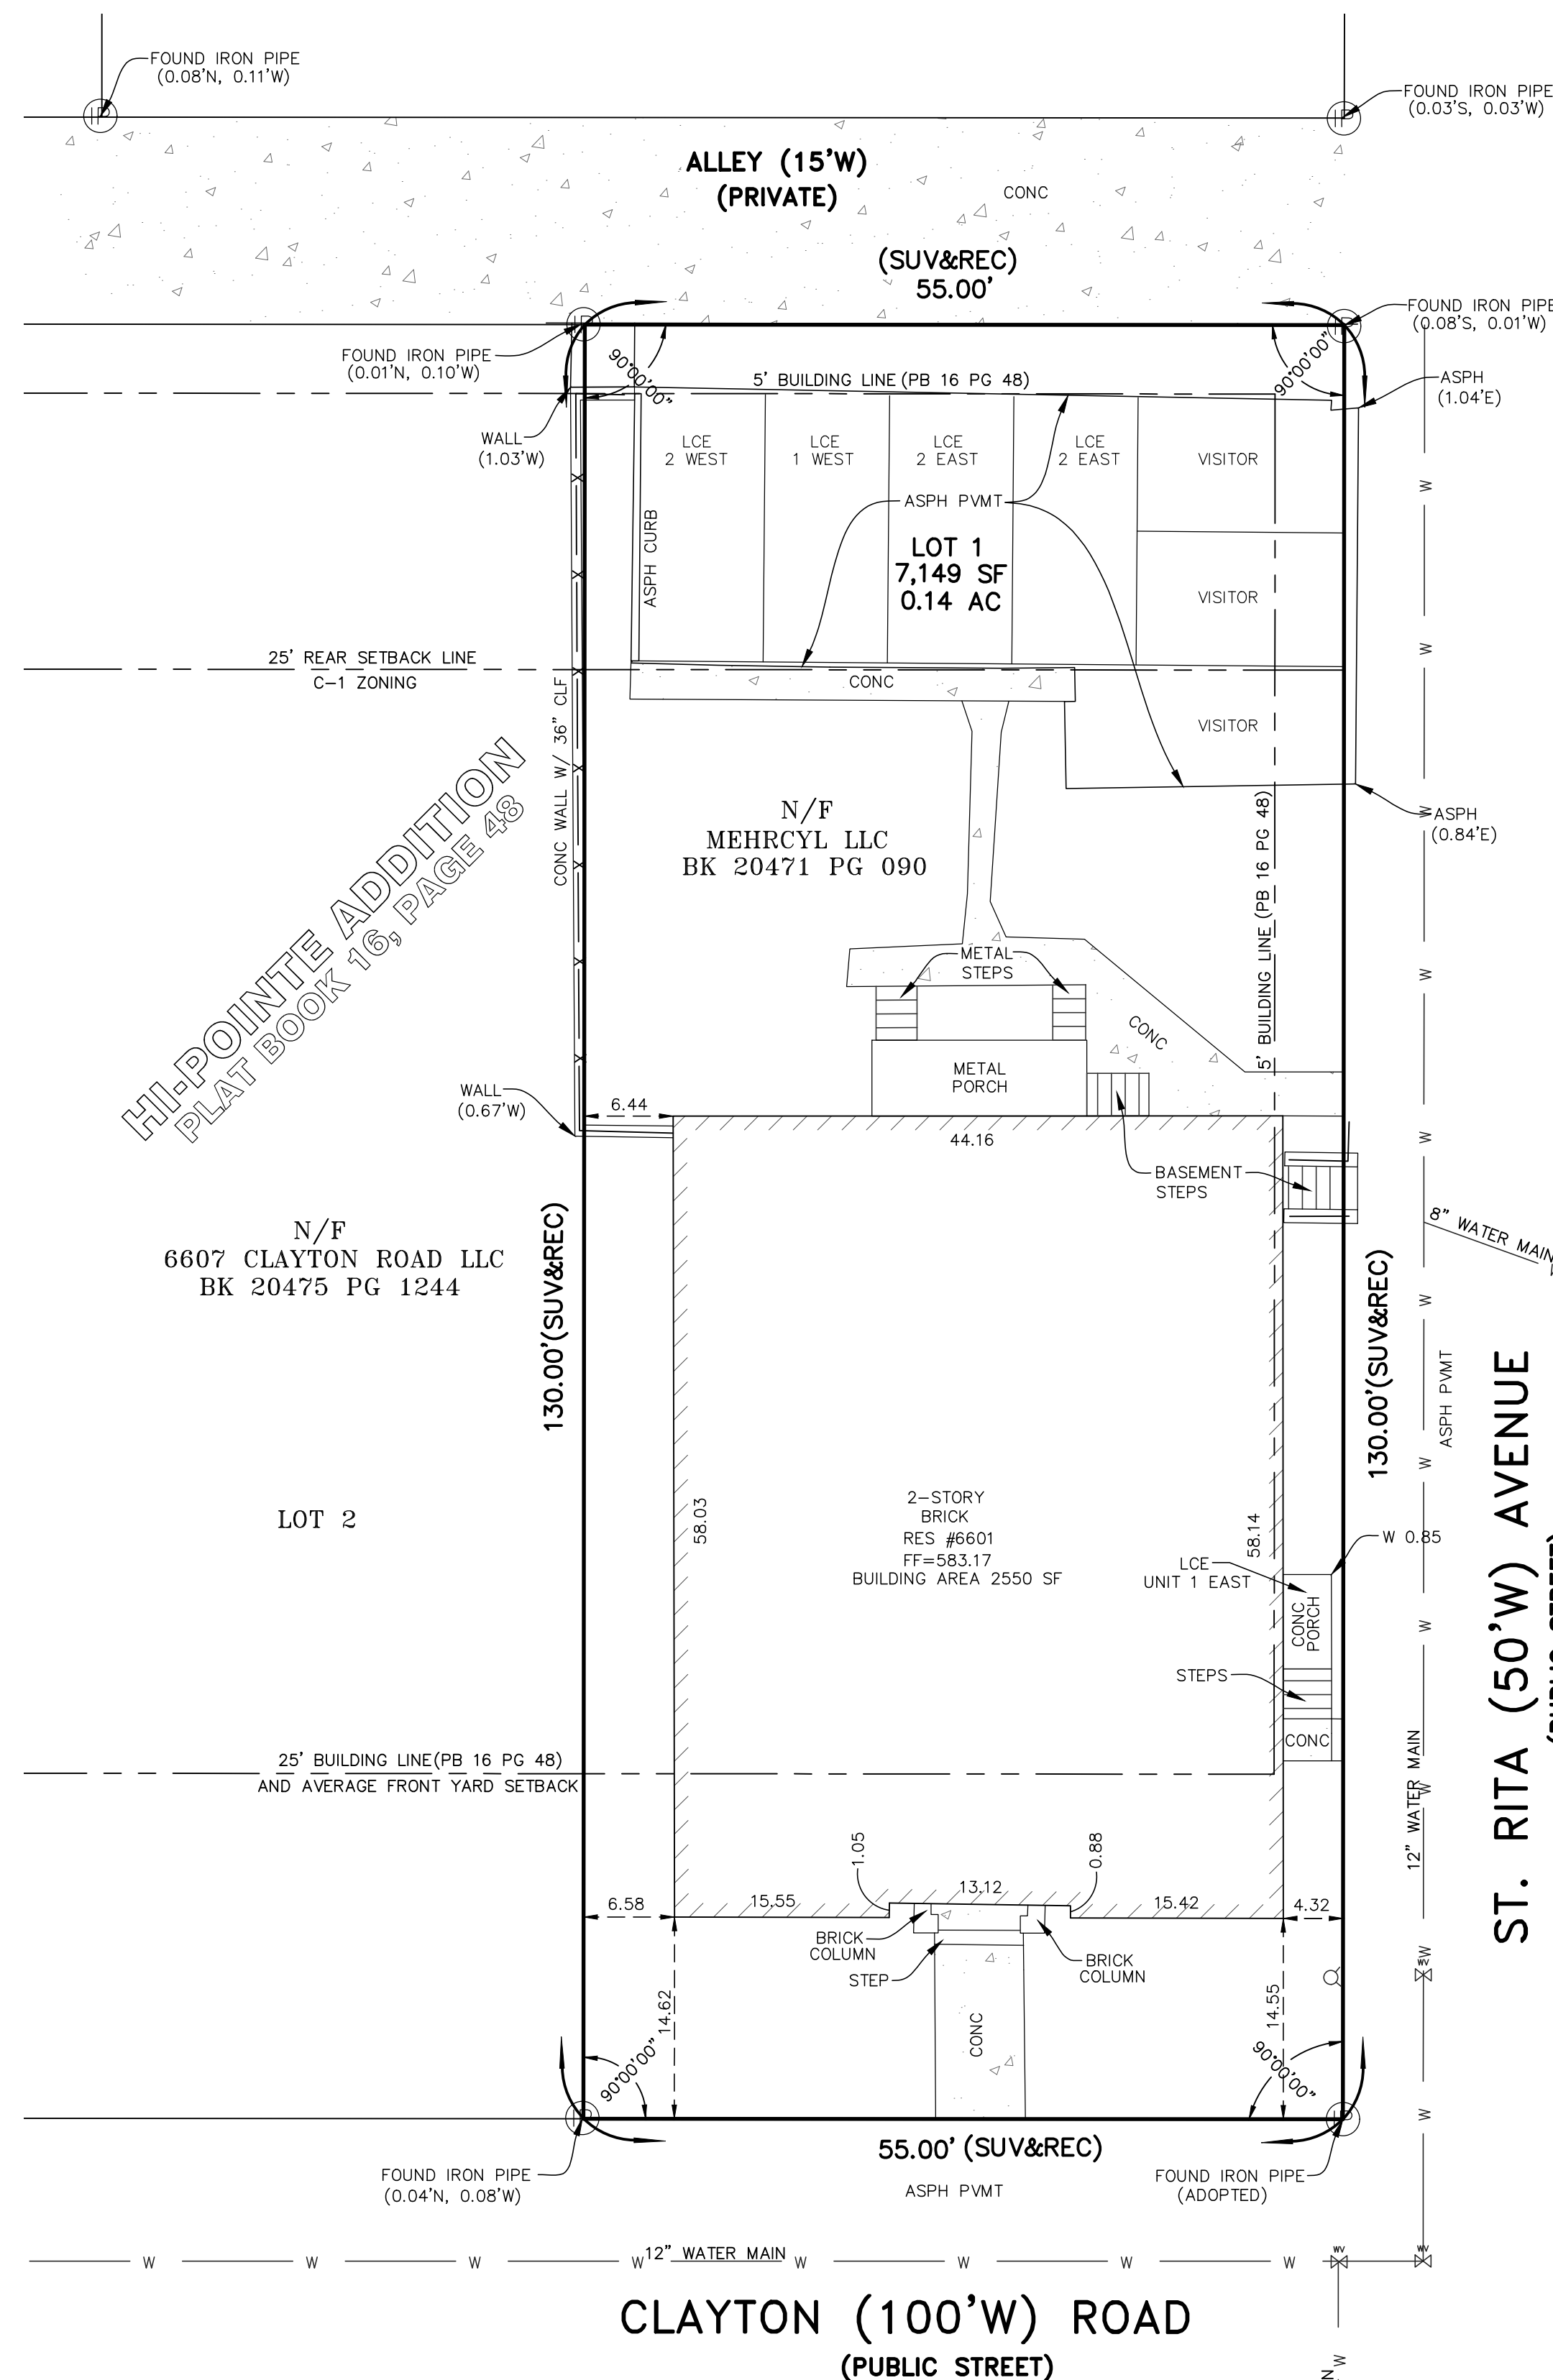 FOUND IRON PIPE
(0.08'N, 0.11'W)
FOUND IRON PIPE
(0.03'S, 0.03'W)
IP
IP
ALLEY (15'W)
(PRIVATE)
CONC
(SUV&REC)
55.00'
FOUND IRON PIPE
(0.08'S, 0.01'W)
IP
IP
FOUND IRON PIPE
(0.01'N, 0.10'W)
90°00'00"
90°00'00"
5' BUILDING LINE (PB 16 PG 48)
ASPH
(1.04'E)
WALL
(1.03'W)
LCE
2 WEST
LCE
1 WEST
LCE
2 EAST
LCE
2 EAST
VISITOR
ASPH PVMT
ASPH CURB
LOT 1
7,149 SF
0.14 AC
VISITOR
25' REAR SETBACK LINE
C-1 ZONING
CONC
VISITOR
CONC WALL W/ 36" CLF
HI-POINTE ADDITION
PLAT BOOK 16, PAGE 48
N/F
MEHRCYL LLC
BK 20471 PG 090
ASPH
(0.84'E)
5' BUILDING LINE (PB 16 PG 48)
METAL
STEPS
CONC
METAL
PORCH
WALL
(0.67'W)
6.44
44.16
BASEMENT
STEPS
N/F
6607 CLAYTON ROAD LLC
BK 20475 PG 1244
130.00'(SUV&REC)
130.00'(SUV&REC)
8" WATER MAIN
ASPH PVMT
ST. RITA (50'W) AVENUE
(PUBLIC STREET)
LOT 2
58.03
2-STORY
BRICK
RES #6601
FF=583.17
BUILDING AREA 2550 SF
58.14
W 0.85
LCE
UNIT 1 EAST
CONC
PORCH
STEPS
CONC
25' BUILDING LINE(PB 16 PG 48)
AND AVERAGE FRONT YARD SETBACK
12" WATER MAIN
1.05
0.88
6.58
15.55
13.12
15.42
4.32
BRICK
COLUMN
STEP
BRICK
COLUMN
14.62
CONC
14.55
90°00'00"
90°00'00"
IP
IP
55.00' (SUV&REC)
FOUND IRON PIPE
(0.04'N, 0.08'W)
ASPH PVMT
FOUND IRON PIPE
(ADOPTED)
W W W W 12" WATER MAIN W W W W
WV
WV
WV
W W W W W W W W W W W W
CLAYTON (100'W) ROAD
(PUBLIC STREET)